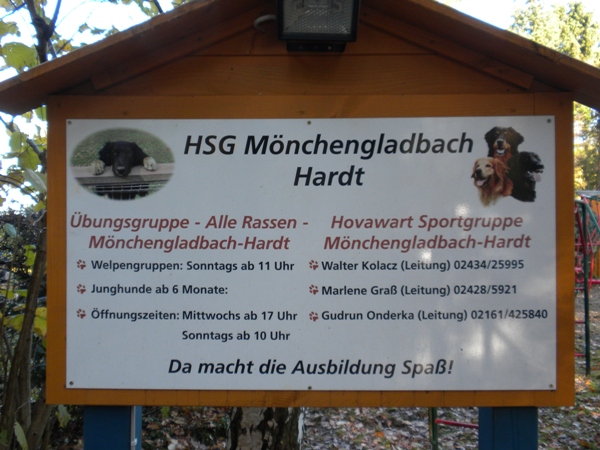 HSG Mönchengladbach
Hardt
Übungsgruppe - Alle Rassen -
Mönchengladbach-Hardt
Welpengruppen: Sonntags ab 11 Uhr
Junghunde ab 6 Monate:
Öffnungszeiten: Mittwochs ab 17 Uhr
Sonntags ab 10 Uhr
Hovawart Sportgruppe
Mönchengladbach-Hardt
Walter Kolacz (Leitung) 02434/25995
Marlene Graß (Leitung) 02428/5921
Gudrun Onderka (Leitung) 02161/425840
Da macht die Ausbildung Spaß!